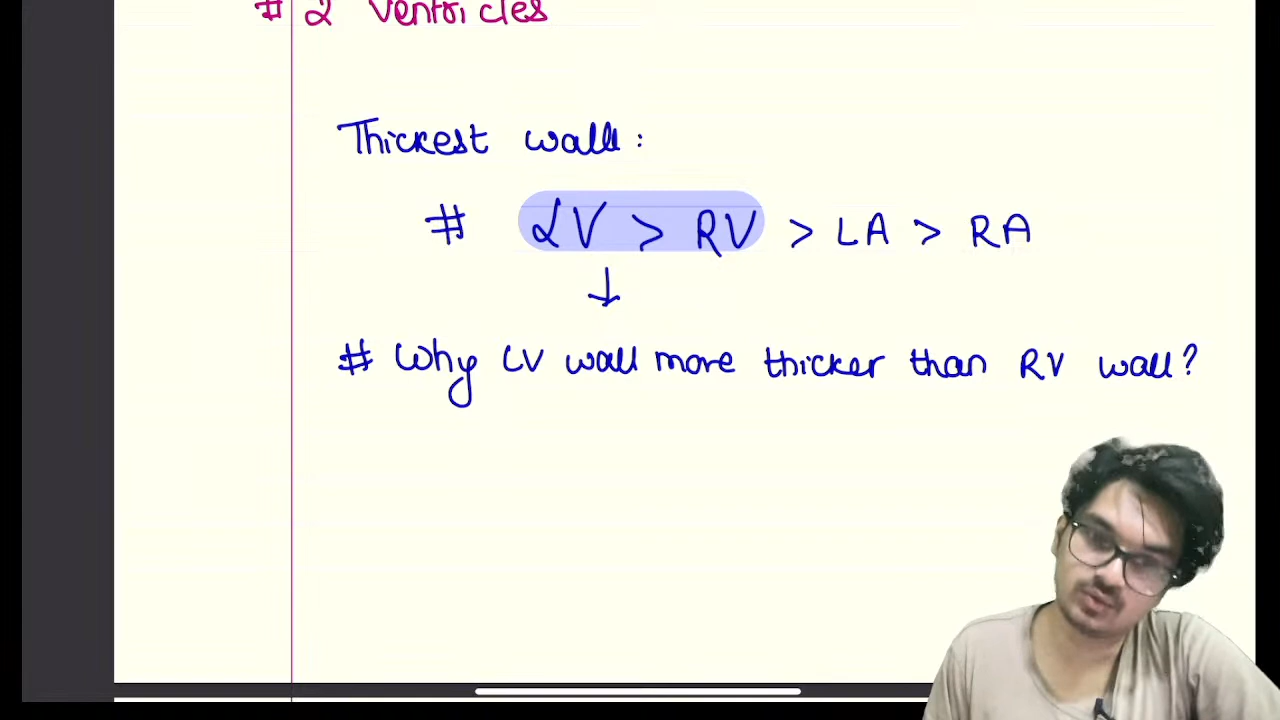 # 2 ventricles
Thickest wall:
# LV > RV > LA > RA
↓
# Why LV wall more thicker than RV wall?